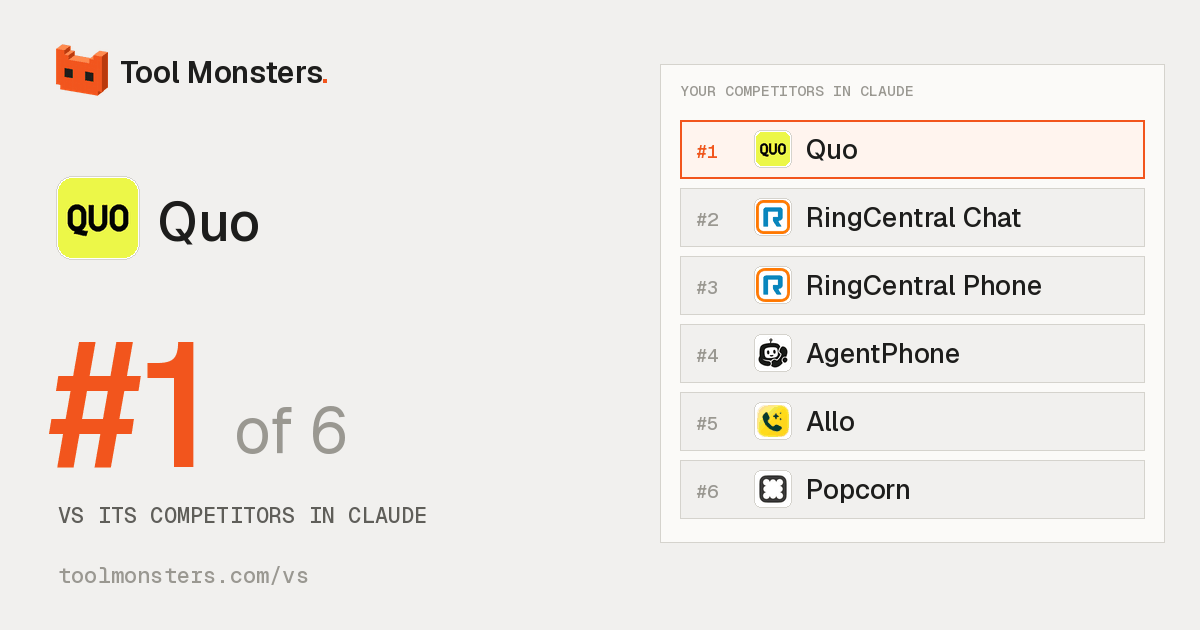 Tool Monsters.
QUO
Quo
#1 of 6
VS ITS COMPETITORS IN CLAUDE
toolmonsters.com/vs
YOUR COMPETITORS IN CLAUDE
#1 QUO Quo
#2 RingCentral Chat
#3 RingCentral Phone
#4 AgentPhone
#5 Allo
#6 Popcorn